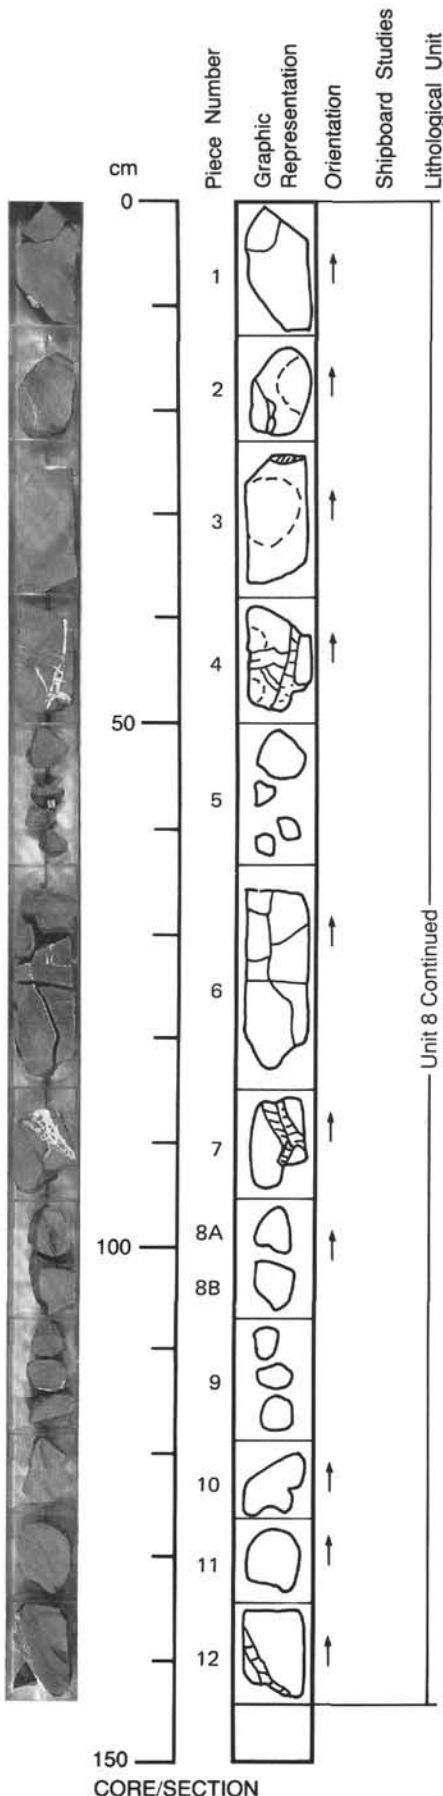 cm
Piece Number
Graphic
Representation
Orientation
Shipboard Studies
Lithological Unit
0
1
2
3
4
50
5
6
Unit 8 Continued
7
8A
100
8B
9
10
11
12
150
CORE/SECTION